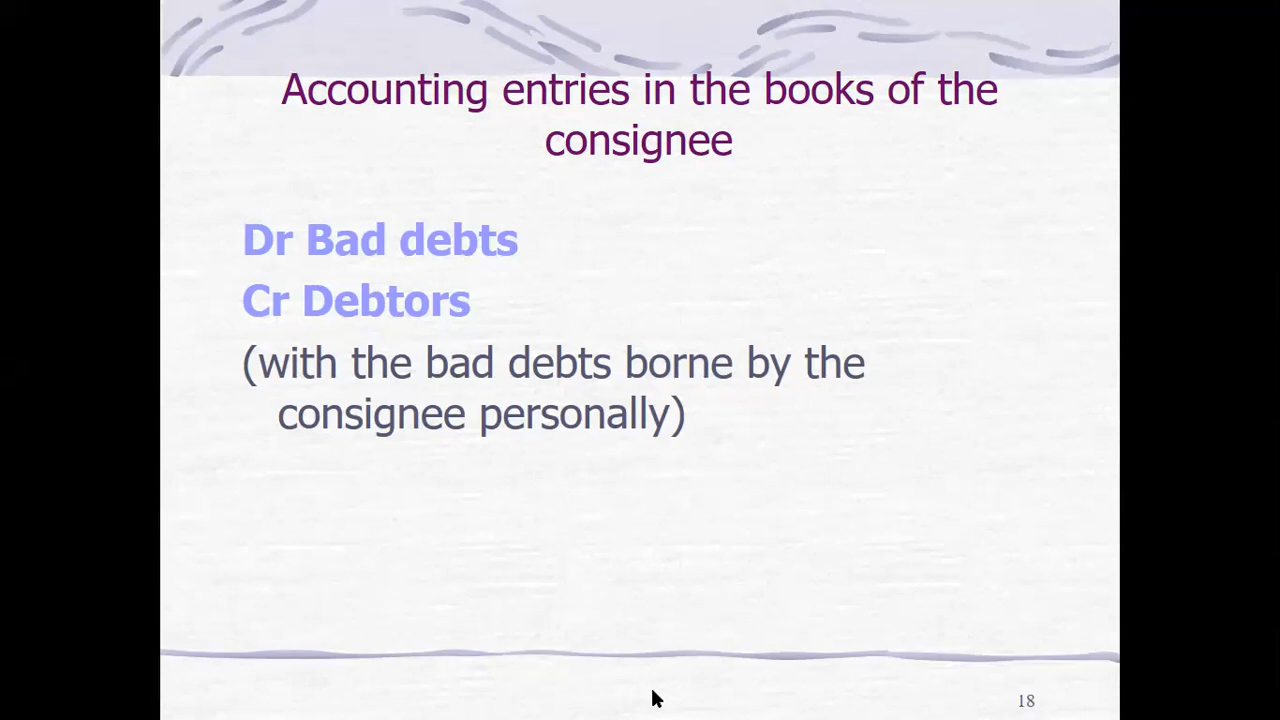 Accounting entries in the books of the
consignee
Dr Bad debts
Cr Debtors
(with the bad debts borne by the
consignee personally)
18